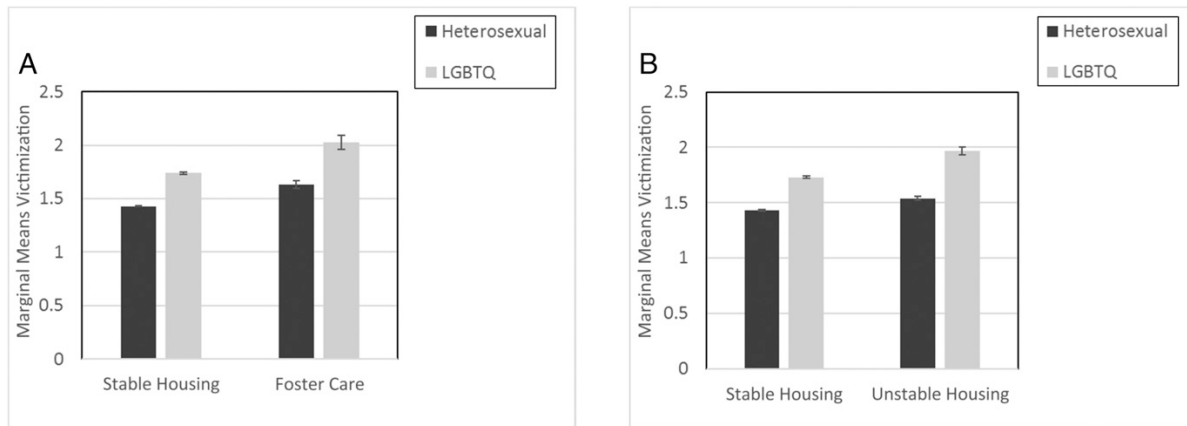 Heterosexual
LGBTQ
A
Marginal Means Victimization
2.5
2
1.5
1
0.5
0
Stable Housing
Foster Care
Heterosexual
LGBTQ
B
Marginal Means Victimization
2.5
2
1.5
1
0.5
0
Stable Housing
Unstable Housing